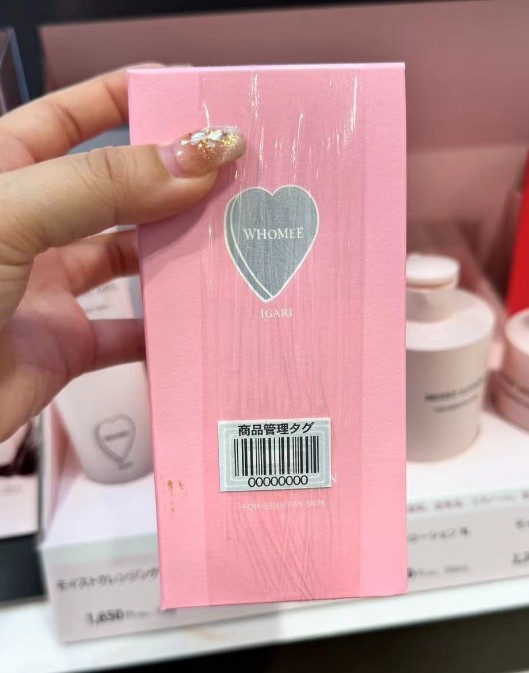 WHOMEE
IGARI
商品管理タグ
00000000
FOR SENSITIVE SKIN
WHOMEE
モイストクレンジング
1,650
ローション